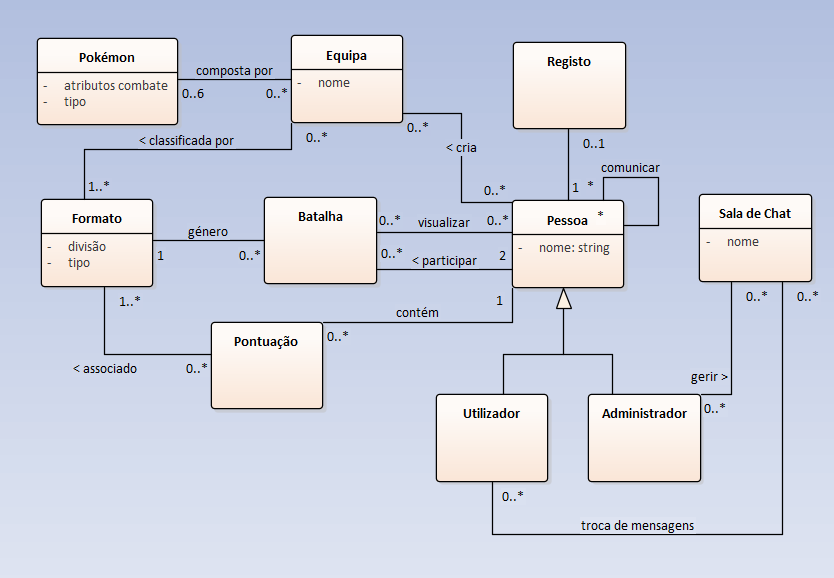 Pokémon
- atributos combate
- tipo
composta por
0..6
0..*
Equipa
- nome
Registo
0..1
< classificada por
0..*
0..*
< cria
comunicar
1..*
0..*
1
*
Formato
- divisão
- tipo
género
1
0..*
Batalha
0..*
visualizar
0..*
0..*
< participar
2
Pessoa
*
- nome: string
Sala de Chat
- nome
1..*
0..*
0..*
contém
1
Pontuação
0..*
< associado
0..*
gerir >
0..*
Utilizador
Administrador
0..*
troca de mensagens